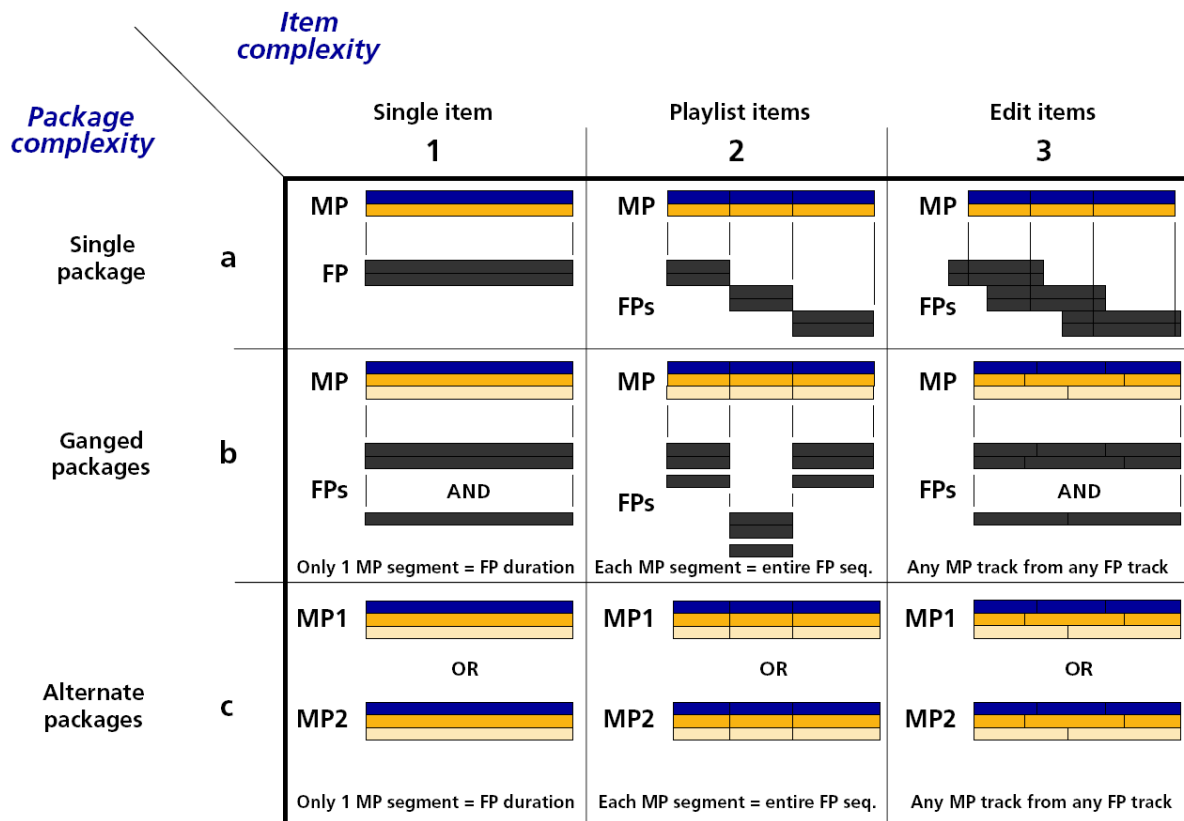 Item
complexity
Package
complexity
Single item
1
Playlist items
2
Edit items
3
Single
package
a
MP
FP
MP
FPs
MP
FPs
Ganged
packages
b
MP
FPs
AND
Only 1 MP segment = FP duration
MP
FPs
Each MP segment = entire FP seq.
MP
FPs
AND
Any MP track from any FP track
Alternate
packages
c
MP1
OR
MP2
Only 1 MP segment = FP duration
MP1
OR
MP2
Each MP segment = entire FP seq.
MP1
OR
MP2
Any MP track from any FP track